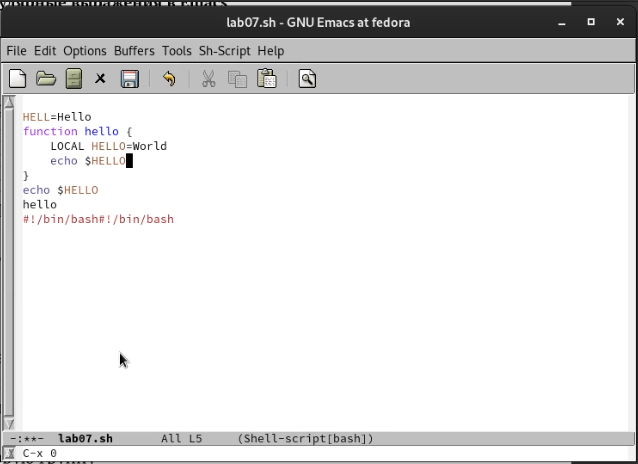 lab07.sh - GNU Emacs at fedora
File Edit Options Buffers Tools Sh-Script Help
HELL=Hello
function hello {
    LOCAL HELLO=World
    echo $HELLO
}
echo $HELLO
hello
#!/bin/bash#!/bin/bash
-:**-  lab07.sh       All L5     (Shell-script[bash])
C-x 0